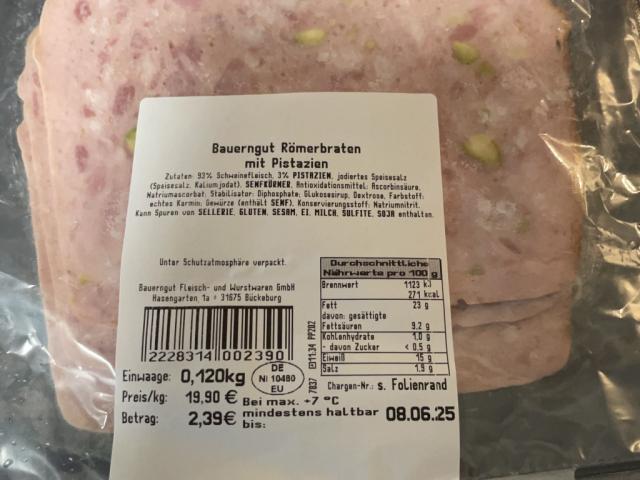 Bauerngut Römerbraten
mit Pistazien
Zutaten: 93% Schweinefleisch, 3% PISTAZIEN, jodiertes Speisesalz
(Speisesalz, Kaliumjodat), SENFKÖRNER, Antioxidationsmittel: Ascorbinsäure,
Natriumascorbat; Stabilisator: Diphosphate; Glukosesirup, Dextrose, Farbstoff:
echtes Karmin; Gewürze (enthält SENF), Konservierungsstoff: Natriumnitrit.
Kann Spuren von SELLERIE, GLUTEN, SESAM, EI, MILCH, SULFITE, SOJA enthalten.
Unter Schutzatmosphäre verpackt.
Bauerngut Fleisch- und Wurstwaren GmbH
Hasengarten 1a * 31675 Bückeburg
Durchschnittliche
Nährwerte pro 100 g
Brennwert 1123 kJ
271 kcal
Fett 23 g
davon: gesättigte
Fettsäuren 9,2 g
Kohlenhydrate 1,0 g
- davon Zucker < 0,5 g
Eiweiß 15 g
Salz 1,9 g
2228314 002390
DE
NI 10480
EU
7037 11:34 PP202
Chargen-Nr.: s. Folienrand
Einwaage: 0,120kg
Preis/kg: 19,90 € Bei max. +7 °C
Betrag: 2,39€ mindestens haltbar 08.06.25
bis: